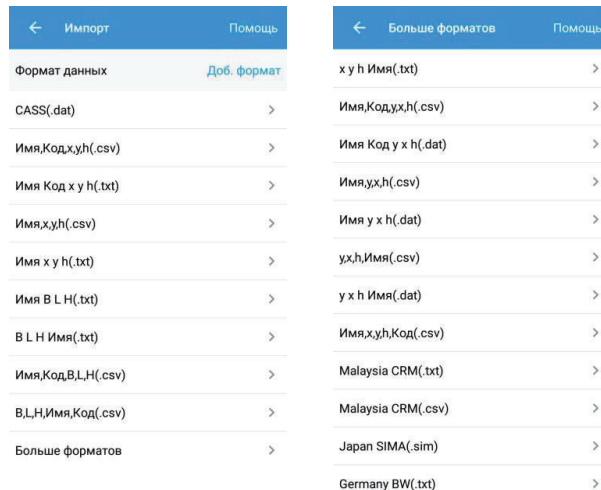 Импорт
Помощь
Формат данных
Доб. формат
CASS(.dat)
Имя,Код,x,y,h(.csv)
Имя Код x y h(.txt)
Имя,x,y,h(.csv)
Имя x y h(.txt)
Имя B L H(.txt)
B L H Имя(.txt)
Имя,Код,B,L,H(.csv)
B,L,H,Имя,Код(.csv)
Больше форматов
Больше форматов
Помощь
x y h Имя(.txt)
Имя,Код,y,x,h(.csv)
Имя Код y x h(.dat)
Имя,y,x,h(.csv)
Имя y x h(.dat)
y,x,h,Имя(.csv)
y x h Имя(.dat)
Имя,x,y,h,Код(.csv)
Malaysia CRM(.txt)
Malaysia CRM(.csv)
Japan SIMA(.sim)
Germany BW(.txt)